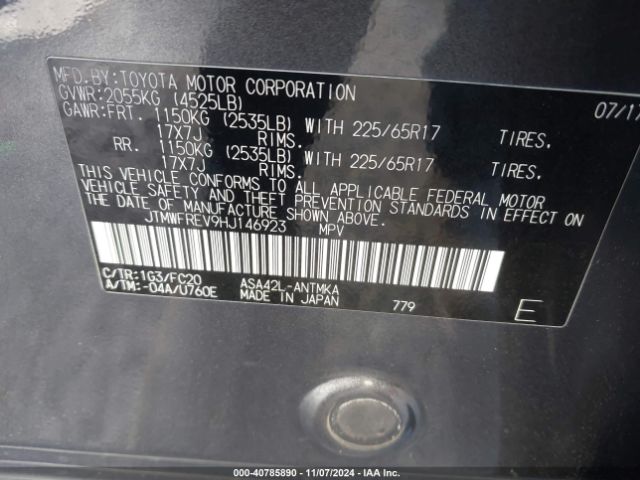 MFD.BY:TOYOTA MOTOR CORPORATION 07/17
GVWR:2055KG (4525LB)
GAWR:FRT. 1150KG (2535LB) WITH 225/65R17 TIRES.
17X7J RIMS.
RR. 1150KG (2535LB) WITH 225/65R17 TIRES.
17X7J RIMS.
THIS VEHICLE CONFORMS TO ALL APPLICABLE FEDERAL MOTOR
VEHICLE SAFETY AND THEFT PREVENTION STANDARDS IN EFFECT ON
THE DATE OF MANUFACTURE SHOWN ABOVE.
JTMWFREV9HJ146923 MPV
C/TR:1G3/FC20 ASA42L-ANTMKA
A/TM:-04A/U760E MADE IN JAPAN 779 E
000-40785890 - 11/07/2024 - IAA Inc.